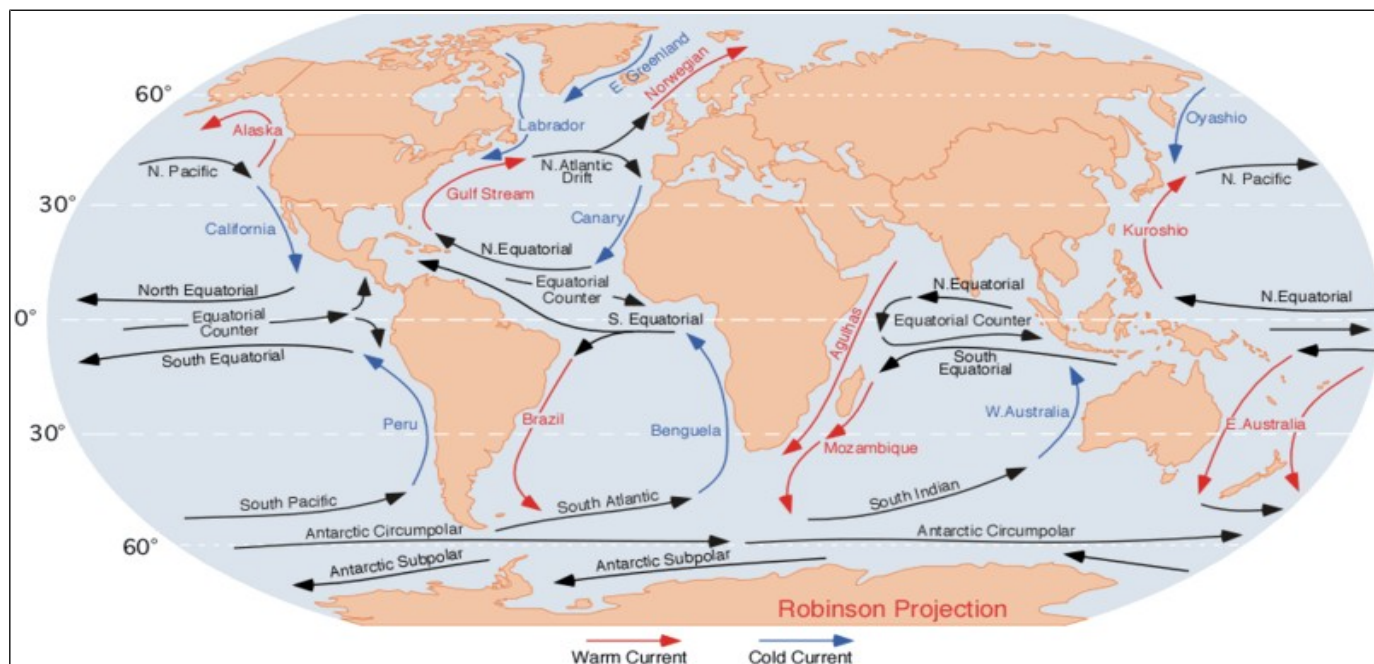 E. Greenland
Norwegian
60°
Alaska
Labrador
Oyashio
N. Pacific
N.Atlantic
Drift
N. Pacific
Gulf Stream
30°
California
Canary
Kuroshio
N.Equatorial
North Equatorial
Equatorial
Counter
N.Equatorial
N.Equatorial
0°
Equatorial
Counter
S. Equatorial
Equatorial Counter
South Equatorial
Agulhas
South
Equatorial
Peru
Brazil
Benguela
W.Australia
30°
E.Australia
Mozambique
South Pacific
South Atlantic
South Indian
Antarctic Circumpolar
Antarctic Circumpolar
60°
Antarctic Subpolar
Antarctic Subpolar
Robinson Projection
Warm Current
Cold Current